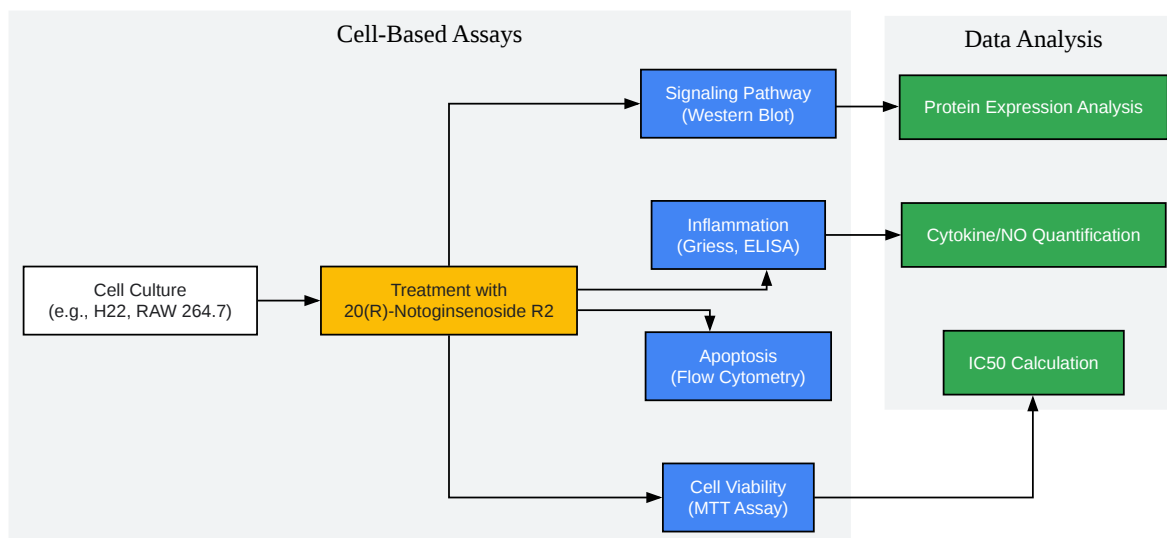 Cell-Based Assays
Data Analysis
Signaling Pathway
(Western Blot)
Protein Expression Analysis
Inflammation
(Griess, ELISA)
Cytokine/NO Quantification
Cell Culture
(e.g., H22, RAW 264.7)
Treatment with
20(R)-Notoginsenoside R2
Apoptosis
(Flow Cytometry)
IC50 Calculation
Cell Viability
(MTT Assay)